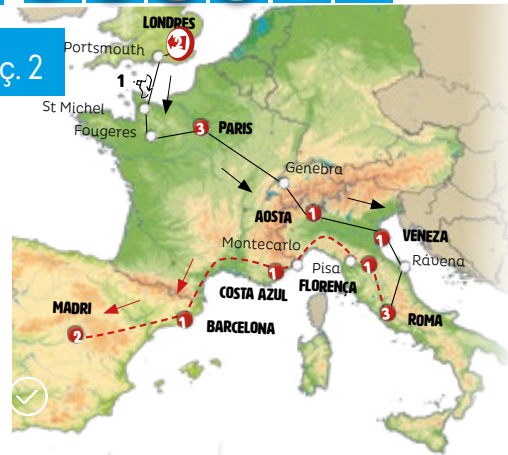 LONDRES
2
Portsmouth
ç. 2
1
St Michel
Fougeres
3
PARIS
Genebra
AOSTA
1
1
VENEZA
Montecarlo
Rávena
Pisa
1
1
COSTA AZUL
FLORENÇA
MADRI
2
1
BARCELONA
3
ROMA